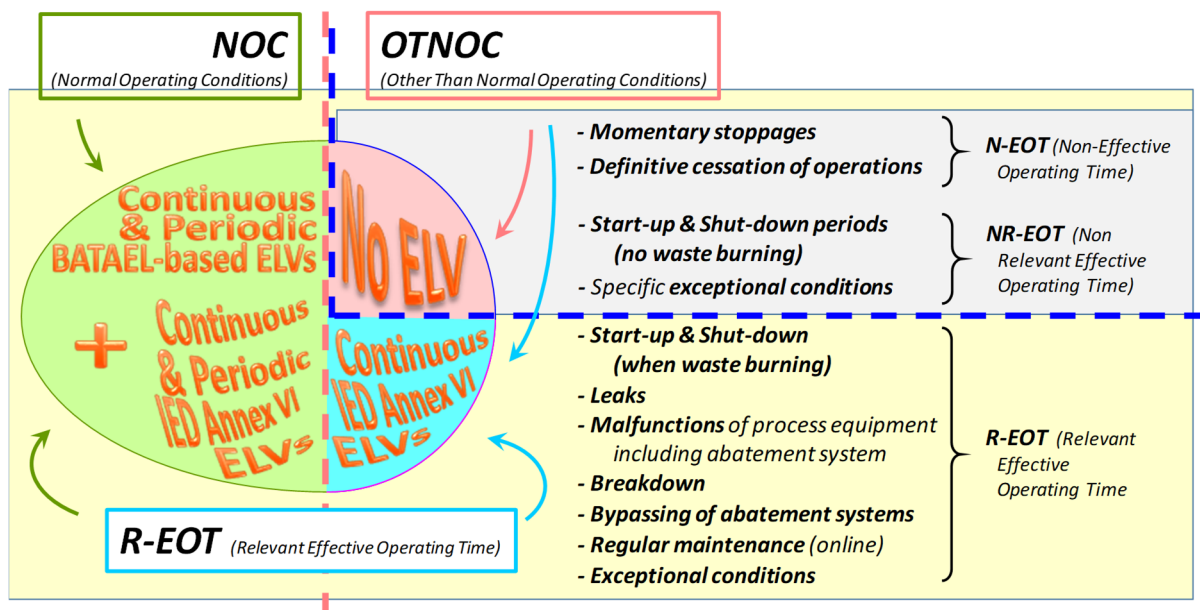 NOC
(Normal Operating Conditions)
OTNOC
(Other Than Normal Operating Conditions)
Continuous
& Periodic
BATAEL-based ELVs
+
Continuous
& Periodic
IED Annex VI
ELVs
No ELV
Continuous
IED Annex VI
ELVs
- Momentary stoppages
- Definitive cessation of operations
N-EOT (Non-Effective
Operating Time)
- Start-up & Shut-down periods
(no waste burning)
- Specific exceptional conditions
NR-EOT (Non
Relevant Effective
Operating Time)
- Start-up & Shut-down
(when waste burning)
- Leaks
- Malfunctions of process equipment
including abatement system
- Breakdown
- Bypassing of abatement systems
- Regular maintenance (online)
- Exceptional conditions
R-EOT (Relevant
Effective
Operating Time
R-EOT (Relevant Effective Operating Time)